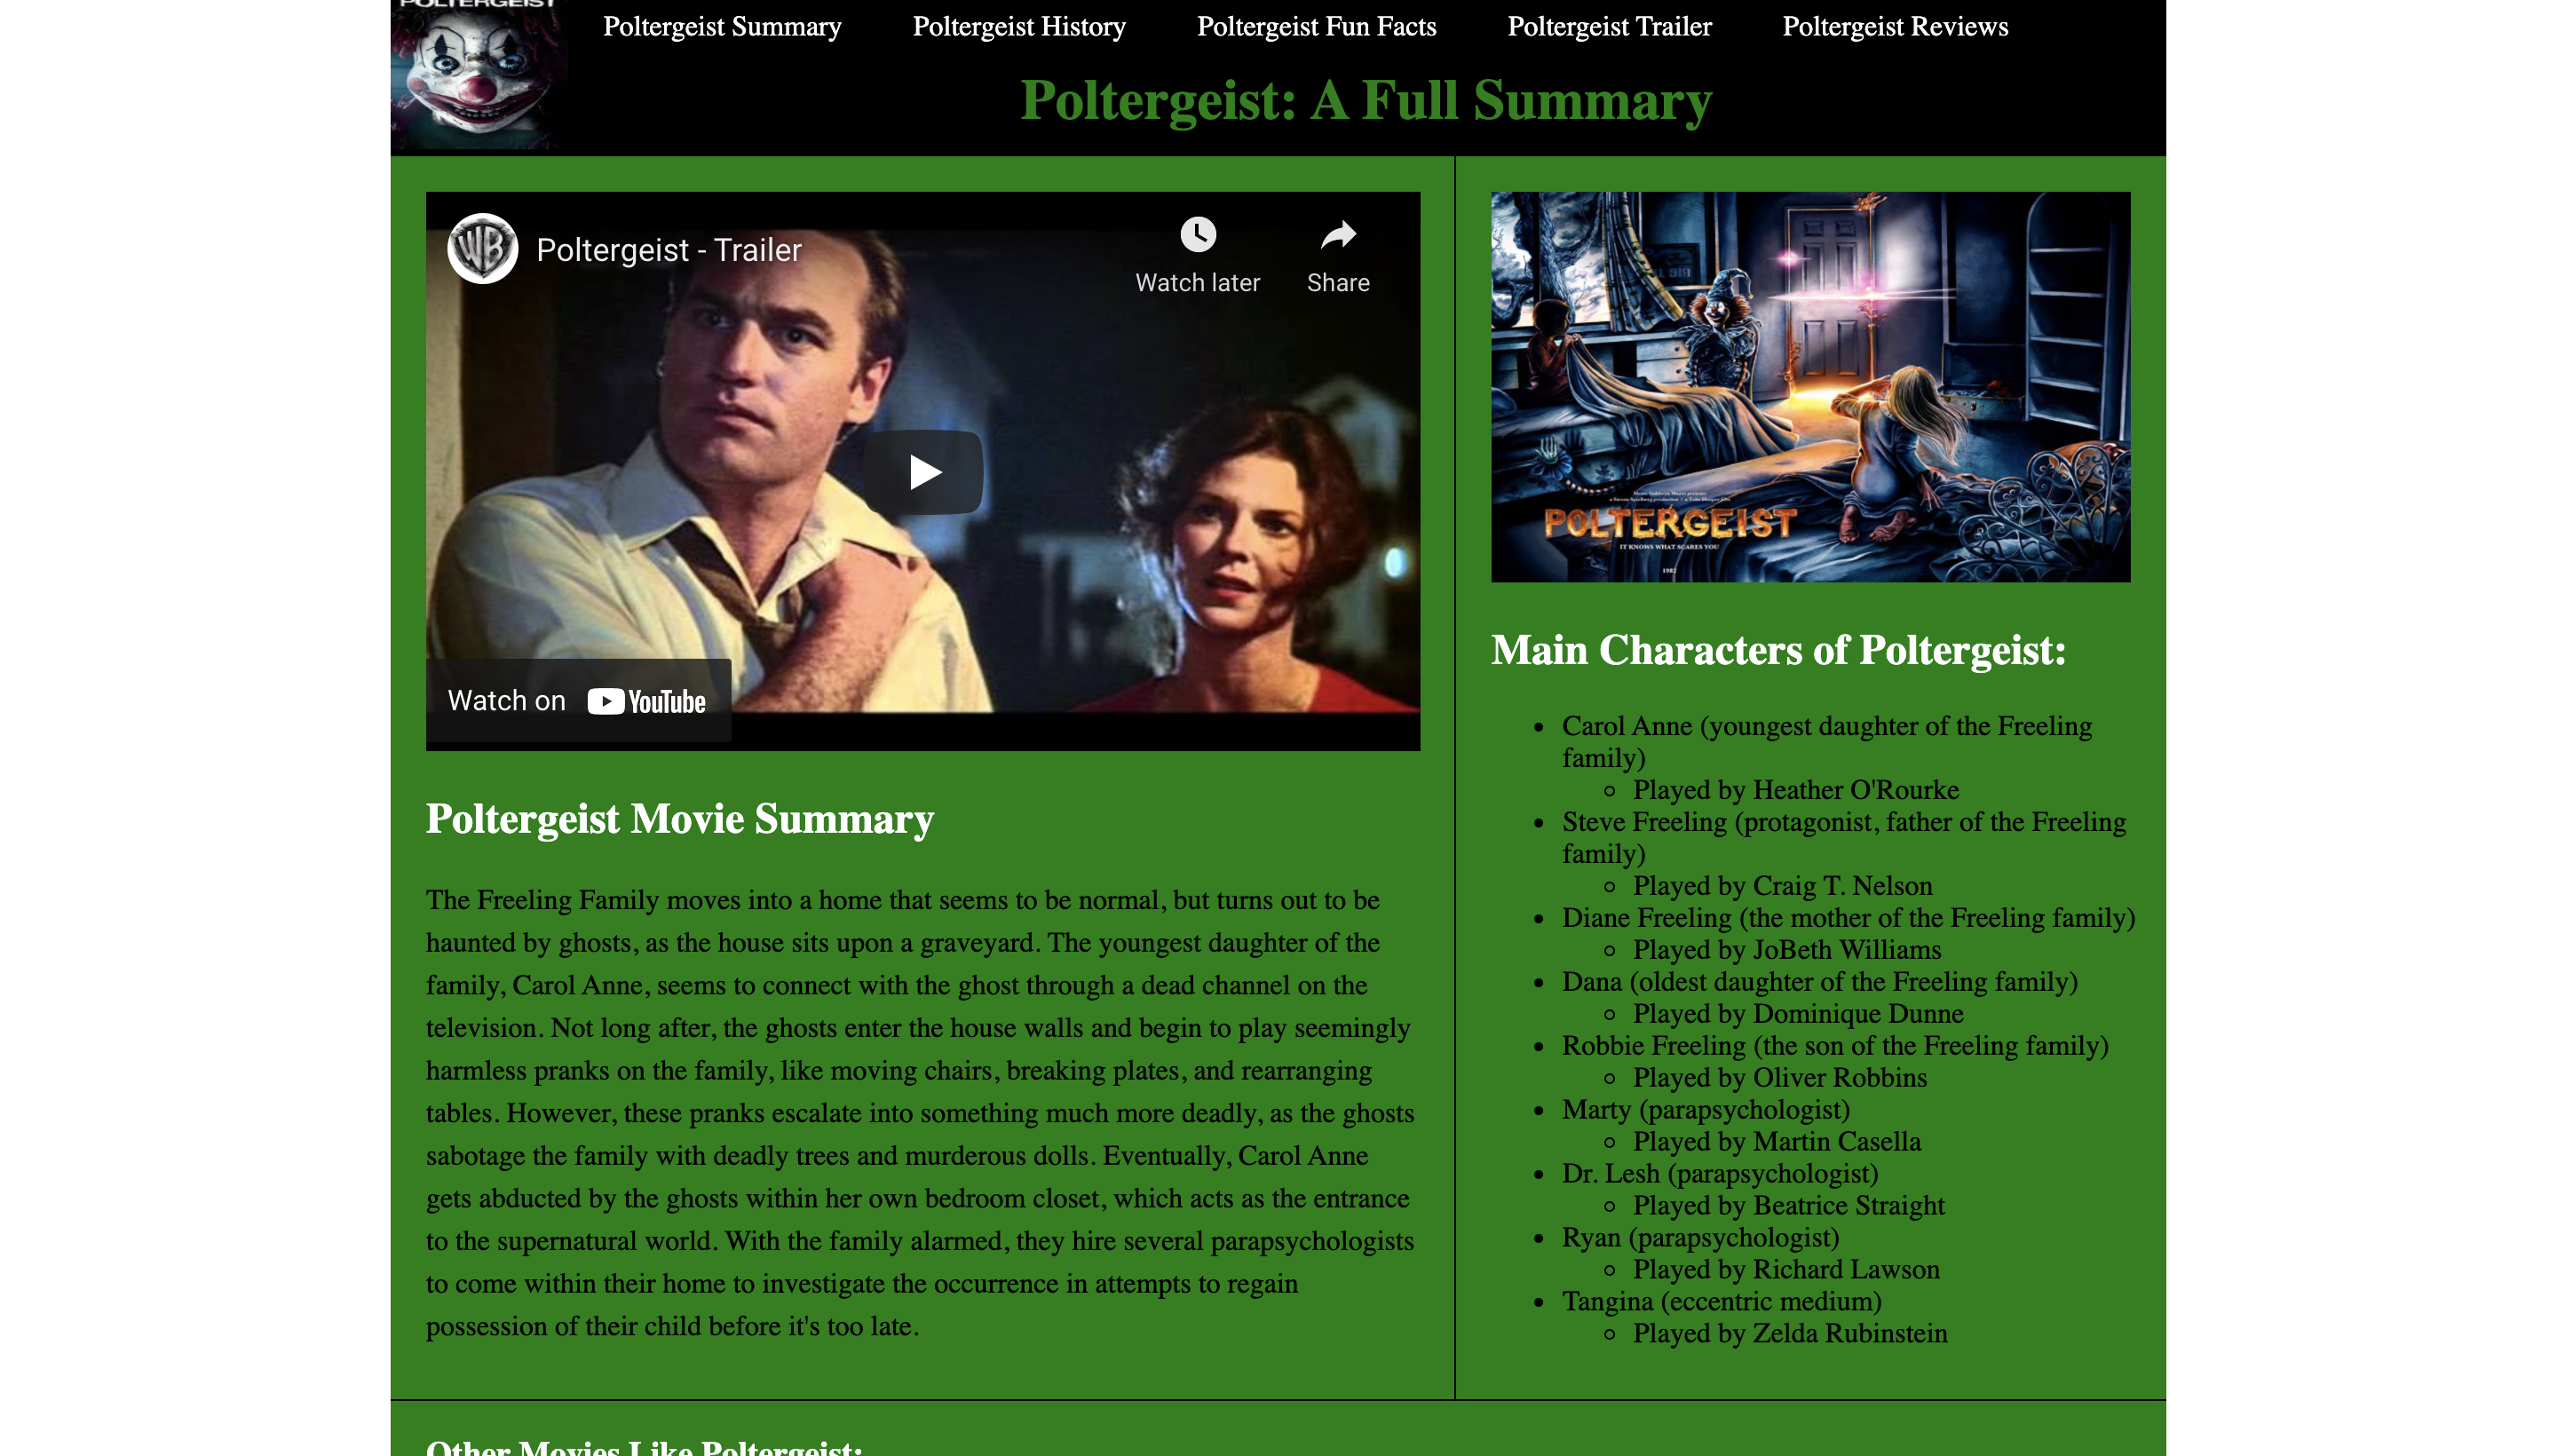 POLTERGEIST
Poltergeist Summary
Poltergeist History
Poltergeist Fun Facts
Poltergeist Trailer
Poltergeist Reviews
Poltergeist: A Full Summary
WB
Poltergeist - Trailer
Watch later
Share
Watch on YouTube
POLTERGEIST
IT KNOWS WHAT SCARES YOU
1982
Poltergeist Movie Summary
The Freeling Family moves into a home that seems to be normal, but turns out to be
haunted by ghosts, as the house sits upon a graveyard. The youngest daughter of the
family, Carol Anne, seems to connect with the ghost through a dead channel on the
television. Not long after, the ghosts enter the house walls and begin to play seemingly
harmless pranks on the family, like moving chairs, breaking plates, and rearranging
tables. However, these pranks escalate into something much more deadly, as the ghosts
sabotage the family with deadly trees and murderous dolls. Eventually, Carol Anne
gets abducted by the ghosts within her own bedroom closet, which acts as the entrance
to the supernatural world. With the family alarmed, they hire several parapsychologists
to come within their home to investigate the occurrence in attempts to regain
possession of their child before it's too late.
Main Characters of Poltergeist:
Carol Anne (youngest daughter of the Freeling
family)
Played by Heather O'Rourke
Steve Freeling (protagonist, father of the Freeling
family)
Played by Craig T. Nelson
Diane Freeling (the mother of the Freeling family)
Played by JoBeth Williams
Dana (oldest daughter of the Freeling family)
Played by Dominique Dunne
Robbie Freeling (the son of the Freeling family)
Played by Oliver Robbins
Marty (parapsychologist)
Played by Martin Casella
Dr. Lesh (parapsychologist)
Played by Beatrice Straight
Ryan (parapsychologist)
Played by Richard Lawson
Tangina (eccentric medium)
Played by Zelda Rubinstein
Other Movies Like Poltergeist: